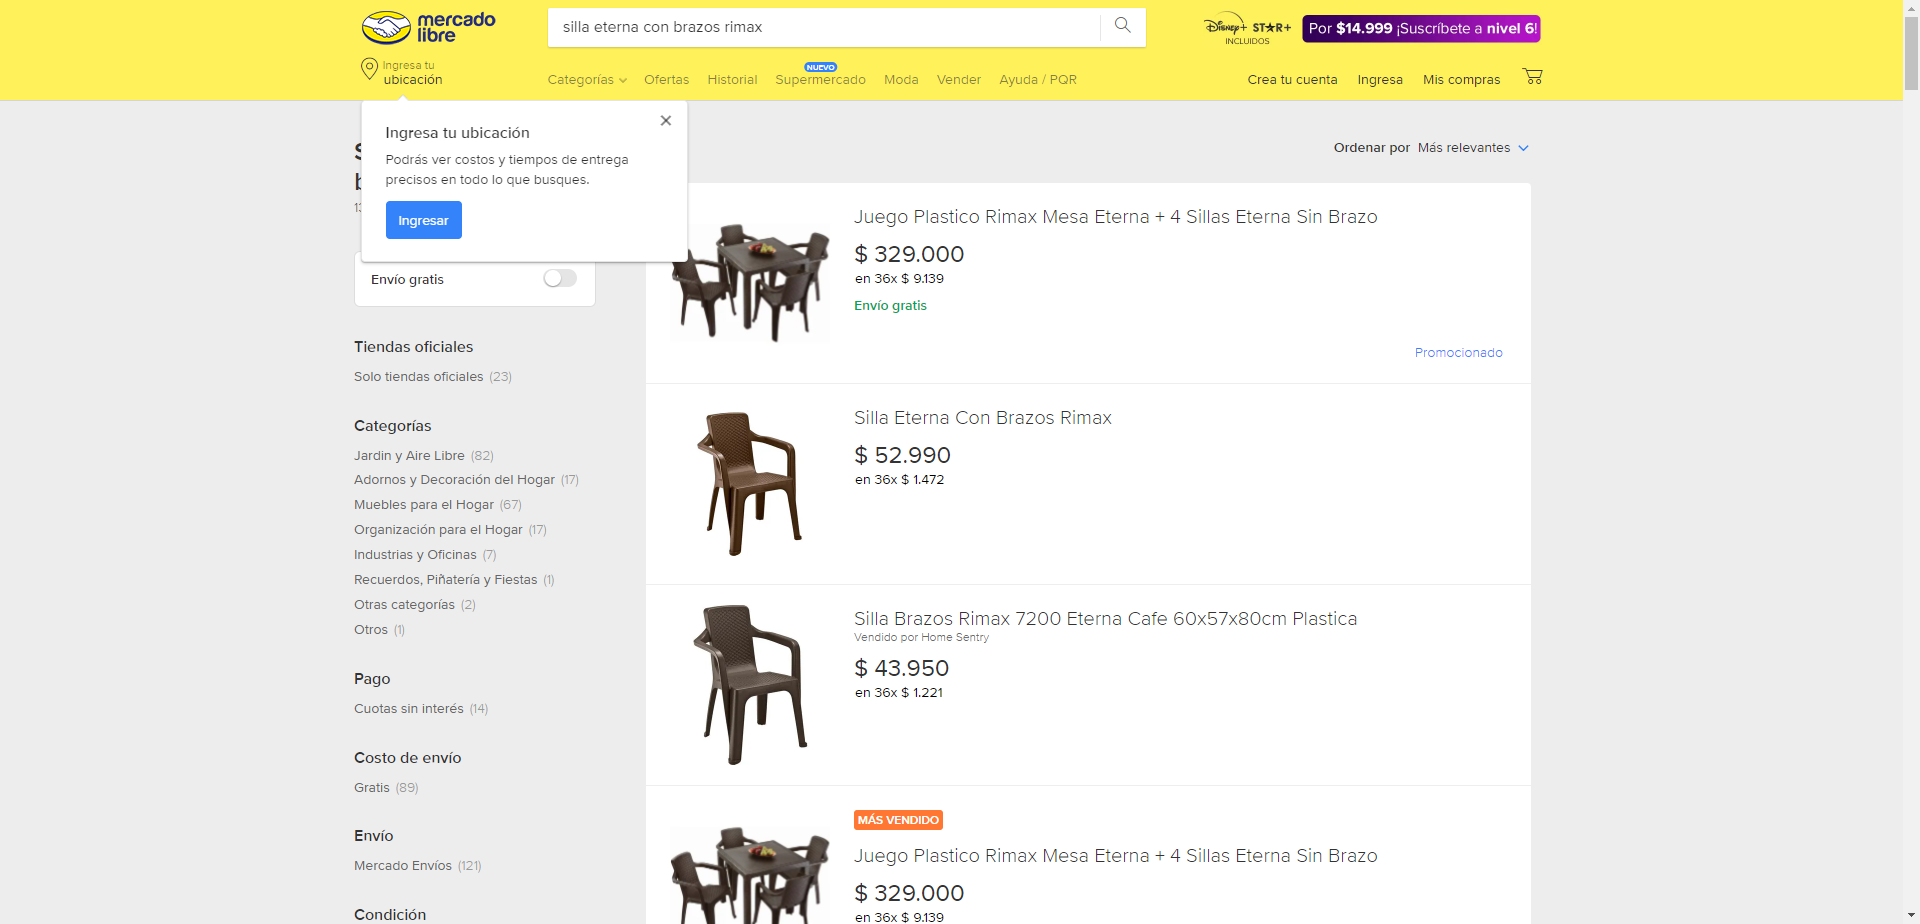 mercado
libre
silla eterna con brazos rimax
Disney+ STAR+
INCLUIDOS
Por $14.999 ¡Suscríbete a nivel 6!
Ingresa tu
ubicación
NUEVO
Categorías Ofertas Historial Supermercado Moda Vender Ayuda / PQR
Crea tu cuenta Ingresa Mis compras
Ingresa tu ubicación
Podrás ver costos y tiempos de entrega
precisos en todo lo que busques.
Ingresar
Ordenar por Más relevantes
Envío gratis
Tiendas oficiales
Solo tiendas oficiales (23)
Categorías
Jardin y Aire Libre (82)
Adornos y Decoración del Hogar (17)
Muebles para el Hogar (67)
Organización para el Hogar (17)
Industrias y Oficinas (7)
Recuerdos, Piñatería y Fiestas (1)
Otras categorías (2)
Otros (1)
Pago
Cuotas sin interés (14)
Costo de envío
Gratis (89)
Envío
Mercado Envíos (121)
Condición
Juego Plastico Rimax Mesa Eterna + 4 Sillas Eterna Sin Brazo
$ 329.000
en 36x $ 9.139
Envío gratis
Promocionado
Silla Eterna Con Brazos Rimax
$ 52.990
en 36x $ 1.472
Silla Brazos Rimax 7200 Eterna Cafe 60x57x80cm Plastica
Vendido por Home Sentry
$ 43.950
en 36x $ 1.221
MÁS VENDIDO
Juego Plastico Rimax Mesa Eterna + 4 Sillas Eterna Sin Brazo
$ 329.000
en 36x $ 9.139